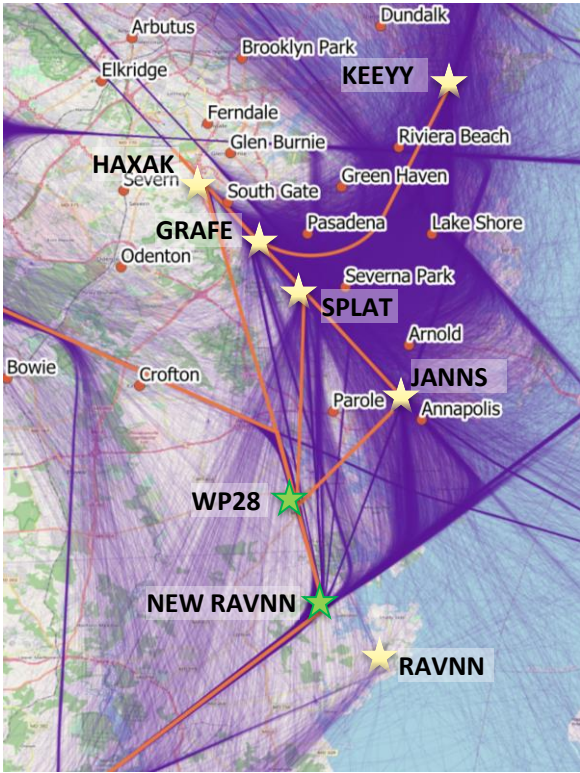 Dundalk
Arbutus
Brooklyn Park
KEEYY
Elkridge
Ferndale
Riviera Beach
Glen Burnie
HAXAK
Severn
Green Haven
South Gate
GRAFE
Pasadena
Lake Shore
Odenton
Severna Park
SPLAT
Arnold
Bowie
Crofton
JANNS
Parole
Annapolis
WP28
NEW RAVNN
RAVNN